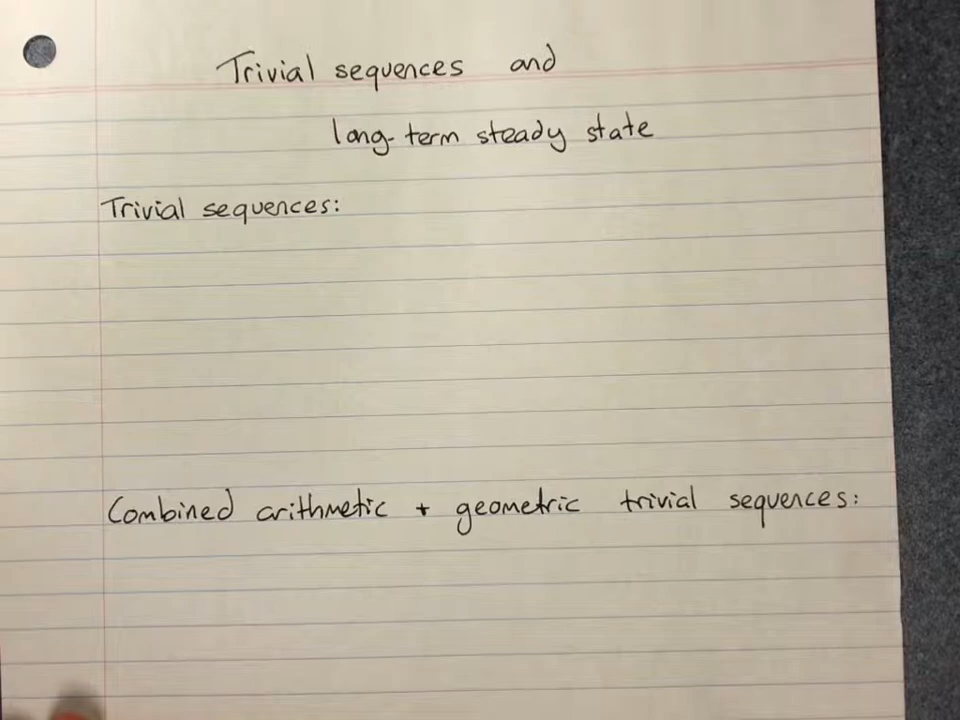 Trivial sequences and
long-term steady state
Trivial sequences:
Combined arithmetic + geometric trivial sequences: